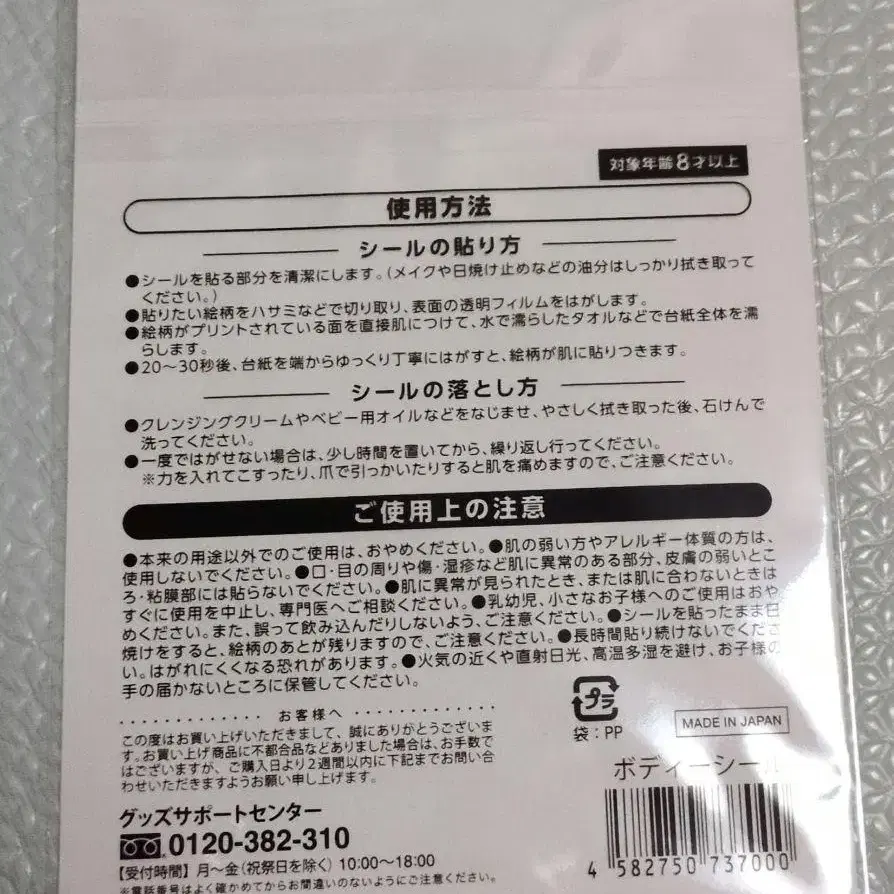 対象年齢8才以上
使用方法
シールの貼り方
●シールを貼る部分を清潔にします。(メイクや日焼け止めなどの油分はしっかり拭き取って
ください。)
●貼りたい絵柄をハサミなどで切り取り、表面の透明フィルムをはがします。
●絵柄がプリントされている面を直接肌につけて、水で濡らしたタオルなどで台紙全体を濡
らします。
●20〜30秒後、台紙を端からゆっくり丁寧にはがすと、絵柄が肌に貼りつきます。
シールの落とし方
●クレンジングクリームやベビー用オイルなどをなじませ、やさしく拭き取った後、石けんで
洗ってください。
●一度ではがせない場合は、少し時間を置いてから、繰り返し行ってください。
※力を入れてこすったり、爪で引っかいたりすると肌を痛めますので、ご注意ください。
ご使用上の注意
●本来の用途以外でのご使用は、おやめください。●肌の弱い方やアレルギー体質の方は、
使用しないでください。●口・目の周りや傷・湿疹など肌に異常のある部分、皮膚の弱いとこ
ろ・粘膜部には貼らないでください。●肌に異常が見られたとき、または肌に合わないときは
すぐに使用を中止し、専門医へご相談ください。●乳幼児、小さなお子様へのご使用はおや
めください。また、誤って飲み込んだりしないよう、ご注意ください。●シールを貼ったまま日
焼けをすると、絵柄のあとが残りますので、ご注意ください。●長時間貼り続けないでくださ
い。はがれにくくなる恐れがあります。●火気の近くや直射日光、高温多湿を避け、お子様の
手の届かないところに保管してください。
お客様へ
この度はお買い上げいただきまして、誠にありがとうございま
す。お買い上げ商品に不都合品などありました場合は、お手数で
はございますが、ご購入日より2週間以内に下記までお問い合
わせいただきますようお願い申し上げます。
グッズサポートセンター
0120-382-310
【受付時間】月〜金(祝祭日を除く)10:00〜18:00
※電話番号はよく確かめてからお間違いのないようにご連絡ください。
プラ
袋:PP
MADE IN JAPAN
ボディーシール
4 582750 737000